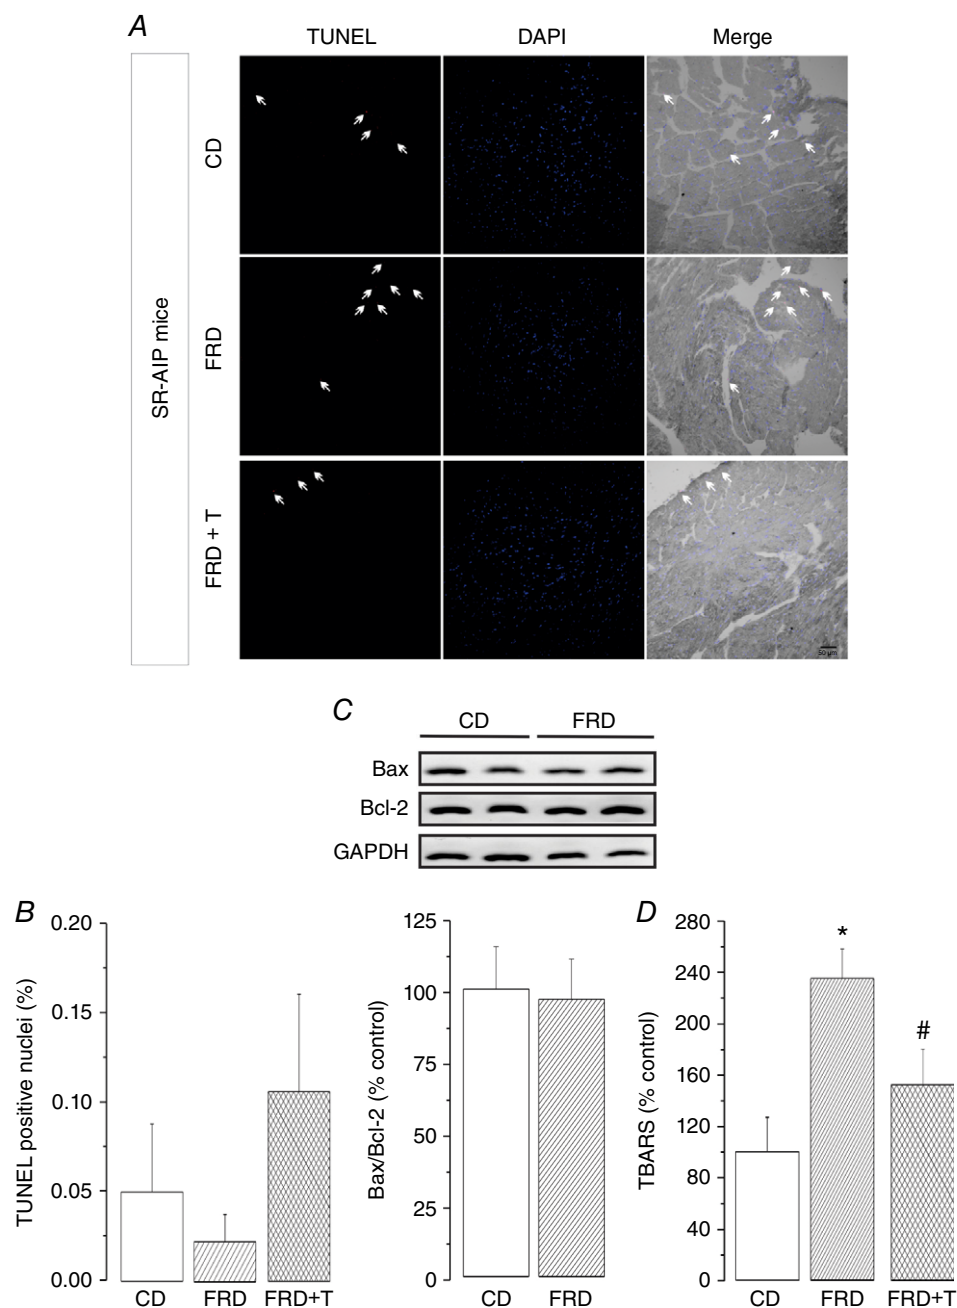 A
TUNEL DAPI Merge
SR-AIP mice
CD
FRD
FRD + T
50 µm
C
CD FRD
Bax
Bcl-2
GAPDH
B
TUNEL positive nuclei (%)
0.20
0.15
0.10
0.05
0.00
CD FRD FRD+T
Bax/Bcl-2 (% control)
125
100
75
50
25
0
CD FRD
D
TBARS (% control)
280
240
200
160
120
80
40
0
*
#
CD FRD FRD+T